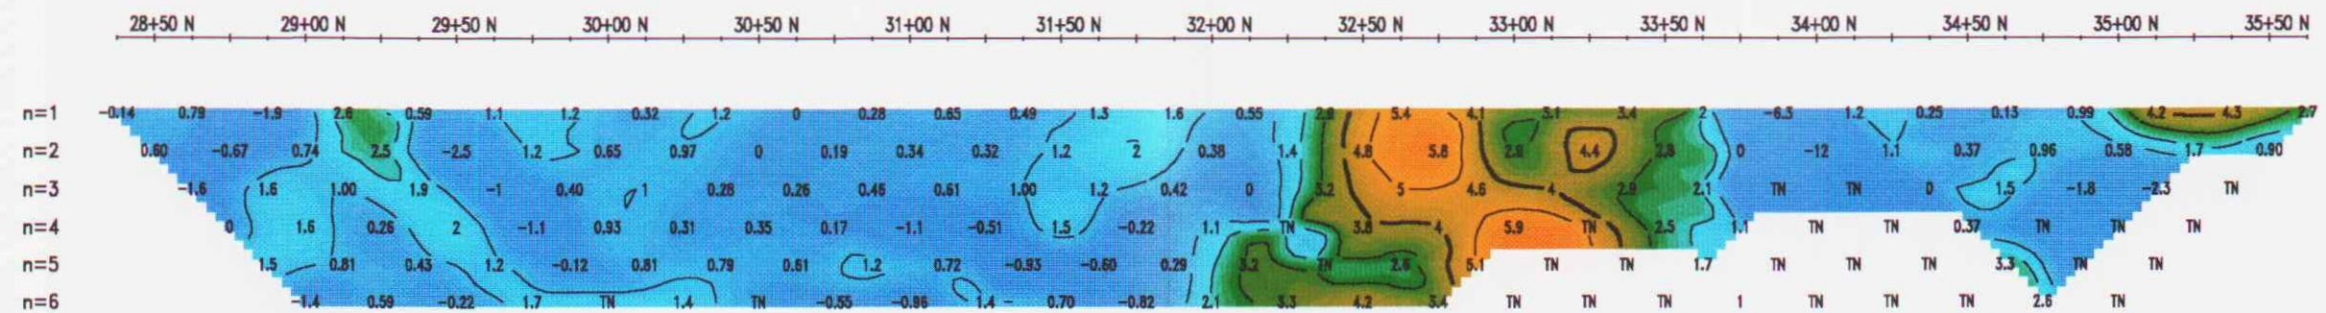 28+50 N 29+00 N 29+50 N 30+00 N 30+50 N 31+00 N 31+50 N 32+00 N 32+50 N 33+00 N 33+50 N 34+00 N 34+50 N 35+00 N 35+50 N
n=1 -0.14 0.79 -1.9 2.6 0.59 1.1 1.2 0.32 1.2 0 0.28 0.65 0.49 1.3 1.6 0.55 2.8 5.4 4.1 3.1 3.4 2 -6.3 1.2 0.25 0.13 0.99 4.2 4.3 2.7
n=2 0.60 -0.67 0.74 2.5 -2.5 1.2 0.65 0.97 0 0.19 0.34 0.32 1.2 2 0.38 1.4 4.8 5.8 2.8 4.4 2.8 0 -12 1.1 0.37 0.96 0.58 1.7 0.90
n=3 -1.6 1.6 1.00 1.9 -1 0.40 1 0.28 0.26 0.46 0.61 1.00 1.2 0.42 0 3.2 5 4.6 4 2.9 2.1 TN TN 0 1.5 -1.8 -2.3 TN
n=4 0 1.6 0.26 2 -1.1 0.93 0.31 0.35 0.17 -1.1 -0.51 1.5 -0.22 1.1 TN 3.8 4 5.9 TN 2.5 1.1 TN TN 0.37 TN TN TN
n=5 1.5 0.81 0.43 1.2 -0.12 0.81 0.79 0.61 1.2 0.72 -0.93 -0.60 0.29 3.2 TN 2.6 5.1 TN TN 1.7 TN TN TN 3.3 TN TN
n=6 -1.4 0.59 -0.22 1.7 TN 1.4 TN -0.55 -0.96 1.4 0.70 -0.82 2.1 3.3 4.2 3.4 TN TN TN 1 TN TN TN 2.6 TN